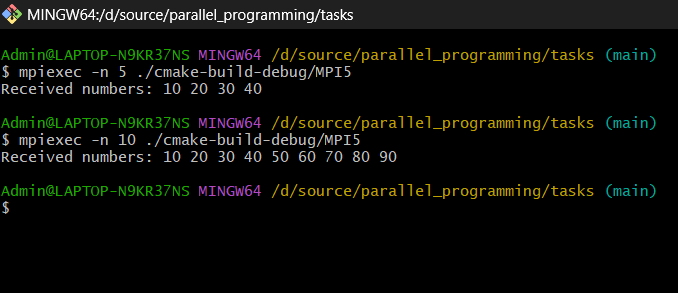 MINGW64:/d/source/parallel_programming/tasks
Admin@LAPTOP-N9KR37NS MINGW64 /d/source/parallel_programming/tasks (main)
$ mpiexec -n 5 ./cmake-build-debug/MPI5
Received numbers: 10 20 30 40
Admin@LAPTOP-N9KR37NS MINGW64 /d/source/parallel_programming/tasks (main)
$ mpiexec -n 10 ./cmake-build-debug/MPI5
Received numbers: 10 20 30 40 50 60 70 80 90
Admin@LAPTOP-N9KR37NS MINGW64 /d/source/parallel_programming/tasks (main)
$